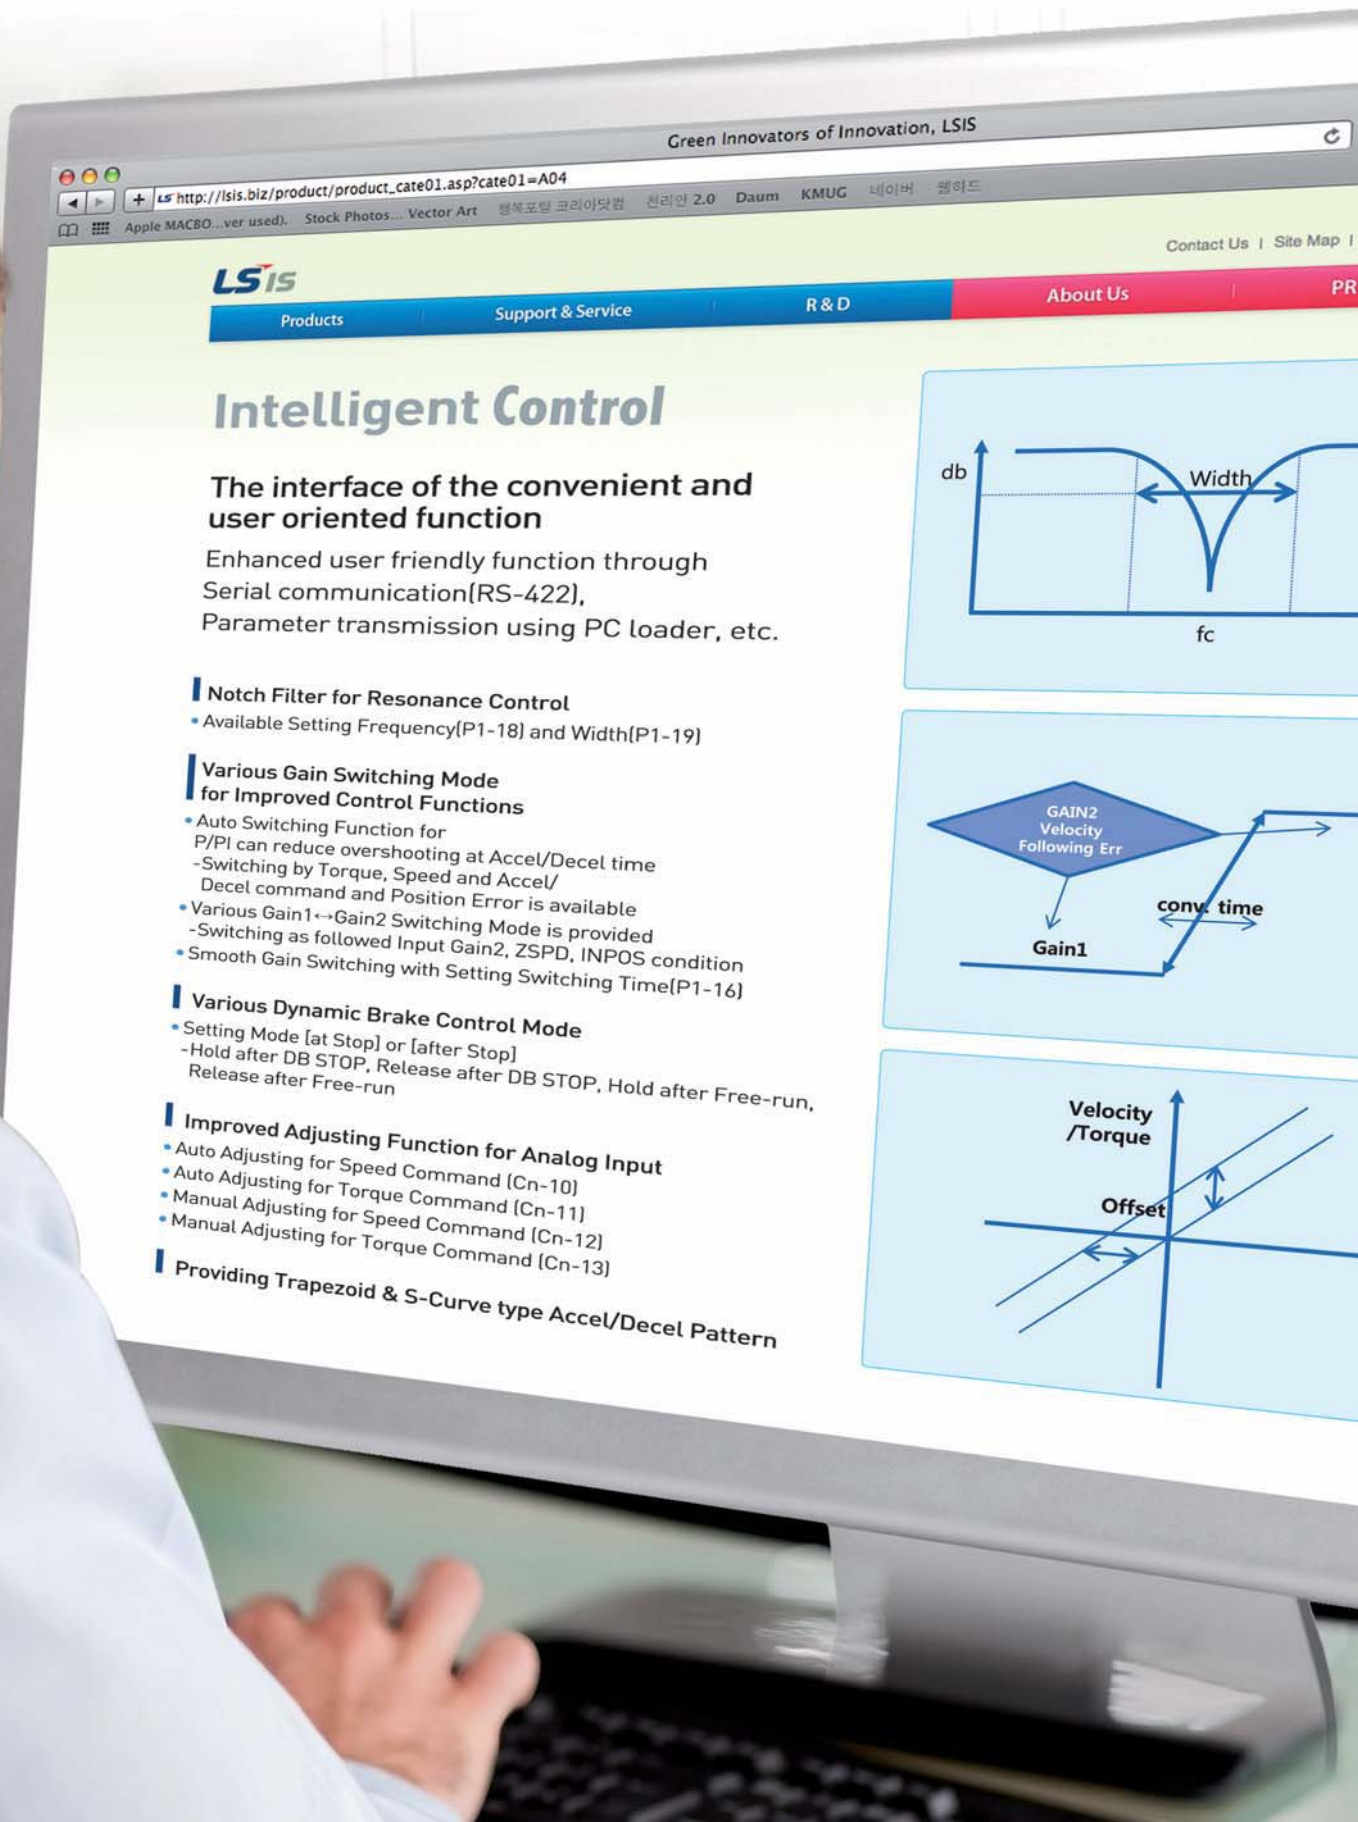 Green Innovators of Innovation, LSIS
LS http://lsis.biz/product/product_cate01.asp?cate01=A04
Apple MACBO...ver used). Stock Photos... Vector Art 행복포털 코리아닷컴 천리안 2.0 Daum KMUG 네이버 웹하드
Contact Us | Site Map |
LSIS
Products Support & Service R & D About Us PR
Intelligent Control
The interface of the convenient and
user oriented function
Enhanced user friendly function through
Serial communication(RS-422),
Parameter transmission using PC loader, etc.
Notch Filter for Resonance Control
• Available Setting Frequency(P1-18) and Width(P1-19)
Various Gain Switching Mode
for Improved Control Functions
• Auto Switching Function for
P/PI can reduce overshooting at Accel/Decel time
-Switching by Torque, Speed and Accel/
Decel command and Position Error is available
• Various Gain1↔Gain2 Switching Mode is provided
-Switching as followed Input Gain2, ZSPD, INPOS condition
• Smooth Gain Switching with Setting Switching Time(P1-16)
Various Dynamic Brake Control Mode
• Setting Mode [at Stop] or [after Stop]
-Hold after DB STOP, Release after DB STOP, Hold after Free-run,
Release after Free-run
Improved Adjusting Function for Analog Input
• Auto Adjusting for Speed Command (Cn-10)
• Auto Adjusting for Torque Command (Cn-11)
• Manual Adjusting for Speed Command (Cn-12)
• Manual Adjusting for Torque Command (Cn-13)
Providing Trapezoid & S-Curve type Accel/Decel Pattern
db
Width
fc
GAIN2
Velocity
Following Err
conv. time
Gain1
Velocity
/Torque
Offset